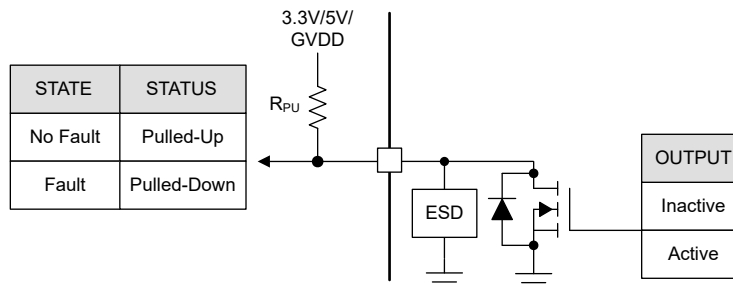 3.3V/5V/
GVDD
STATE STATUS
No Fault Pulled-Up
Fault Pulled-Down
RPU
ESD
OUTPUT
Inactive
Active